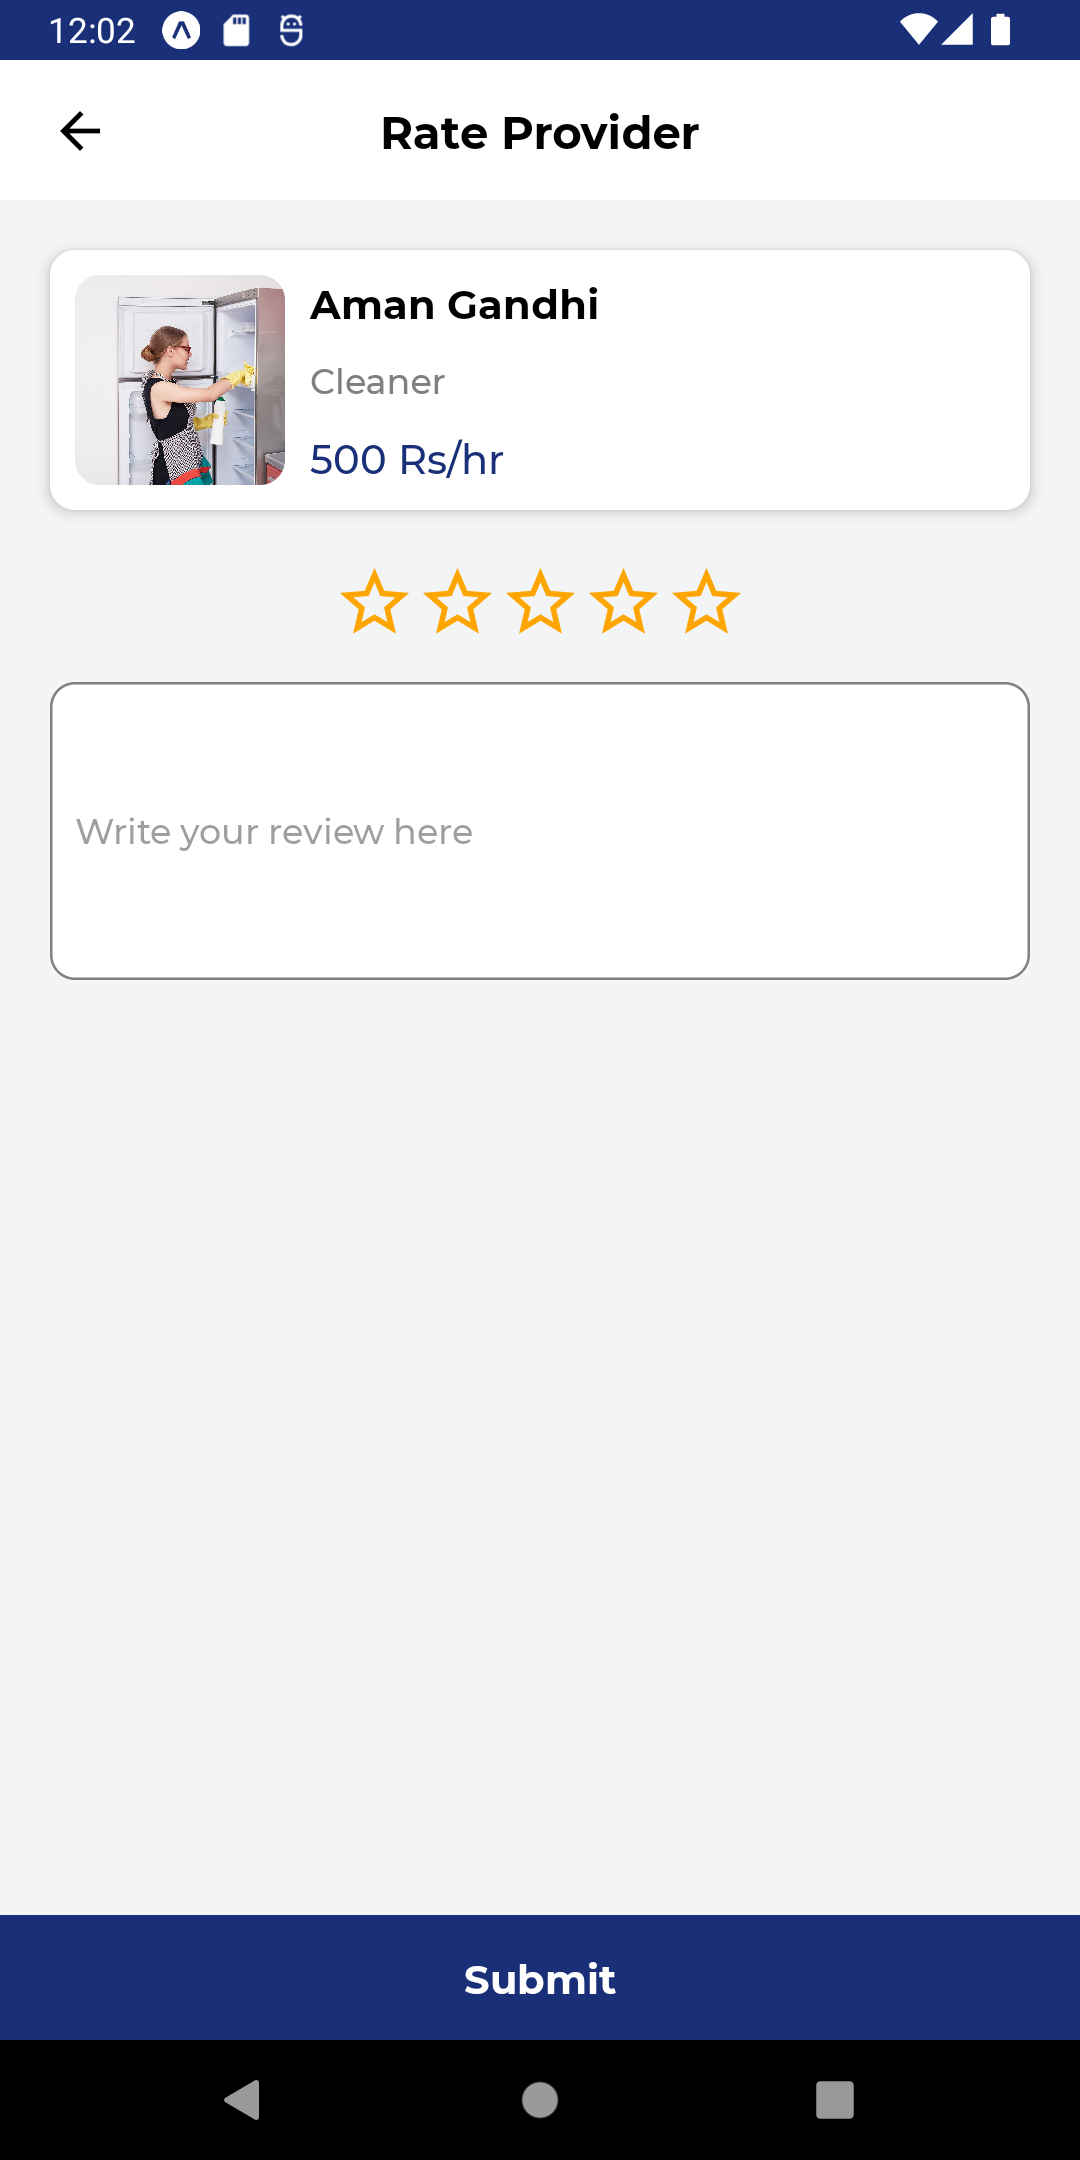 12:02
Rate Provider
Aman Gandhi
Cleaner
500 Rs/hr
Write your review here
Submit